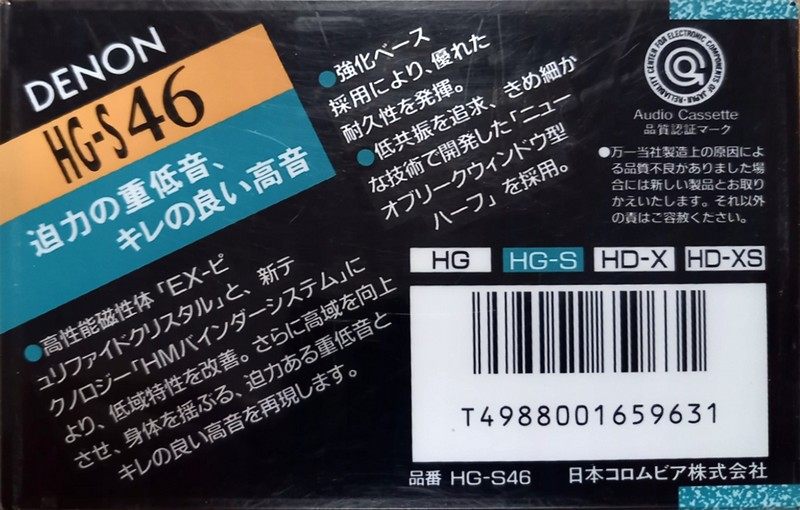 DENON
HG-S46
迫力の重低音、
キレの良い高音
●高性能磁性体「EX-ピ
ュリファイドクリスタル」と、新テ
クノロジー「HMバインダーシステム」に
より、低域特性を改善。さらに高域を向上
させ、身体を揺ぶる、迫力ある重低音と
キレの良い高音を再現します。
●強化ベース
採用により、優れた
耐久性を発揮。
●低共振を追求、きめ細か
な技術で開発した「ニュー
オブリークウィンドウ型
ハーフ」を採用。
RELIABILITY CENTER FOR ELECTRONIC COMPONENTS OF JAPAN
Audio Cassette
品質認証マーク
●万一当社製造上の原因によ
る品質不良がありました場
合には新しい製品とお取り
かえいたします。それ以外
の責はご容赦ください。
HG HG-S HD-X HD-XS
T4988001659631
品番 HG-S46 日本コロムビア株式会社